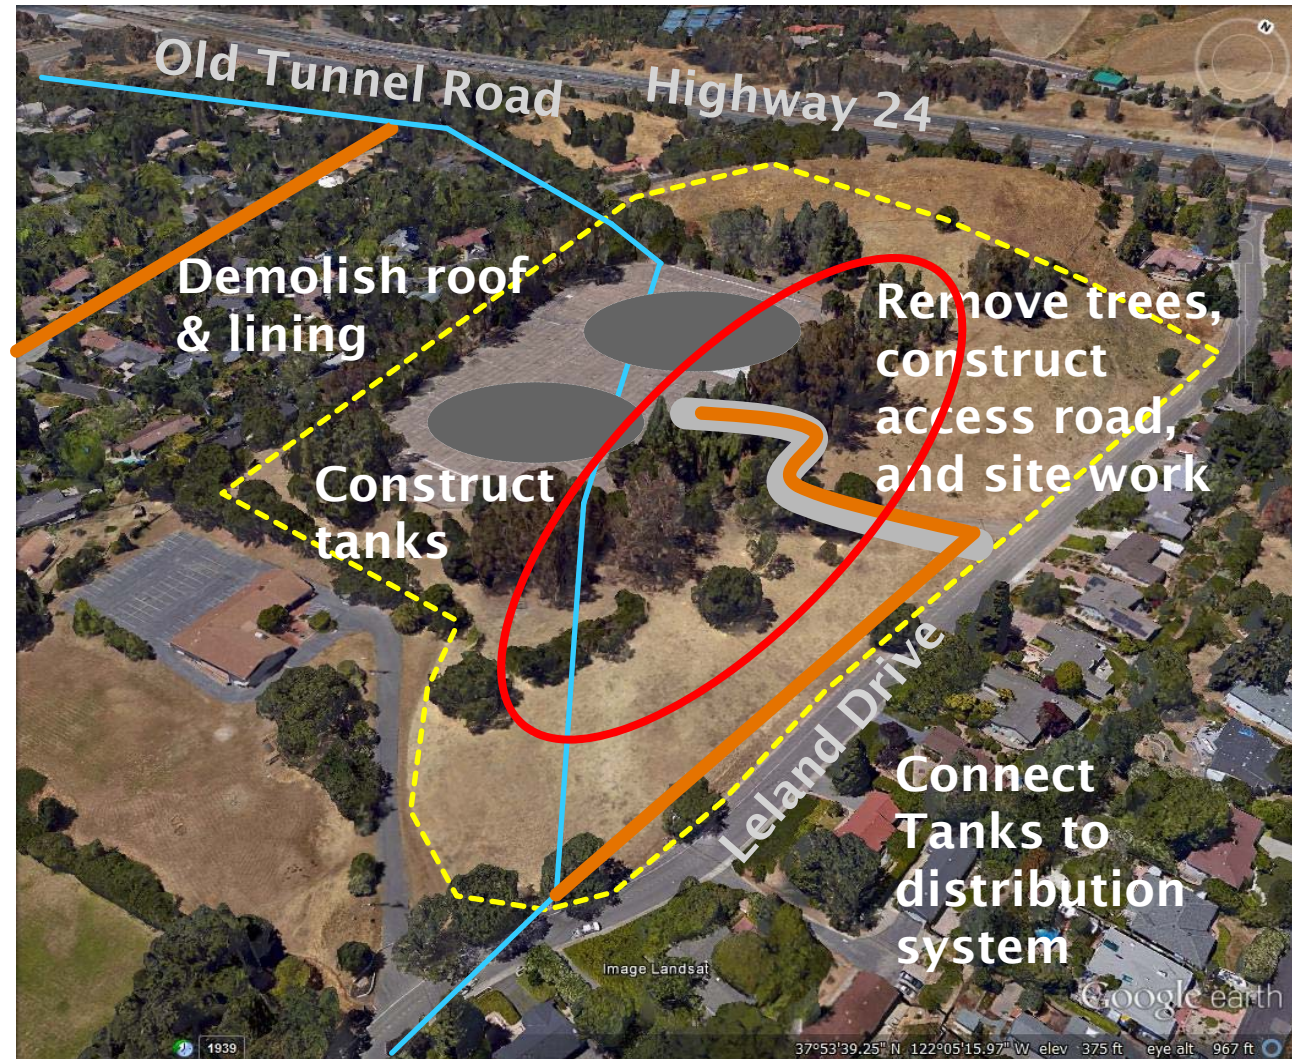 Old Tunnel Road
Highway 24
Demolish roof
& lining
Remove trees,
construct
access road,
and site work
Construct
tanks
Leland Drive
Connect
Tanks to
distribution
system
Image Landsat
Google earth
1939
37°53'39.25" N 122°05'15.97" W elev 375 ft eye alt 967 ft
N